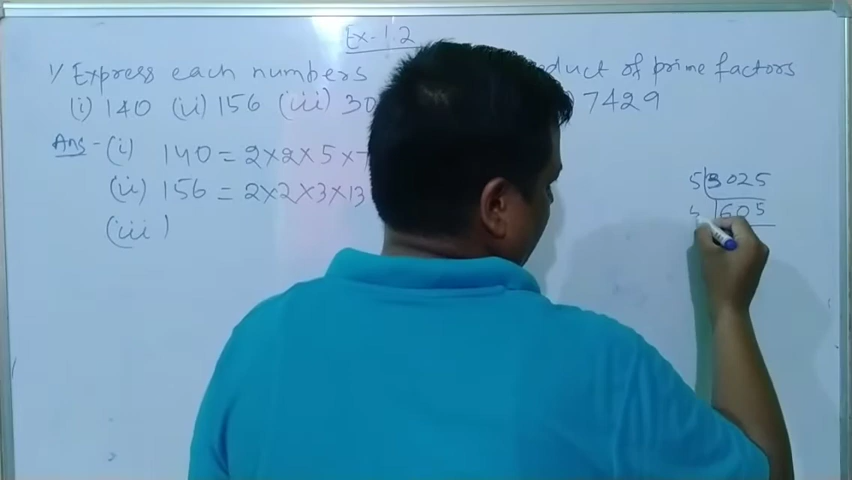 Ex-1.2
1/ Express each numbers duct of prime factors
(i) 140 (ii) 156 (iii) 30 ) 7429
Ans - (i) 140 = 2×2×5×7
(ii) 156 = 2×2×3×13
(iii)
5 3025
5 605